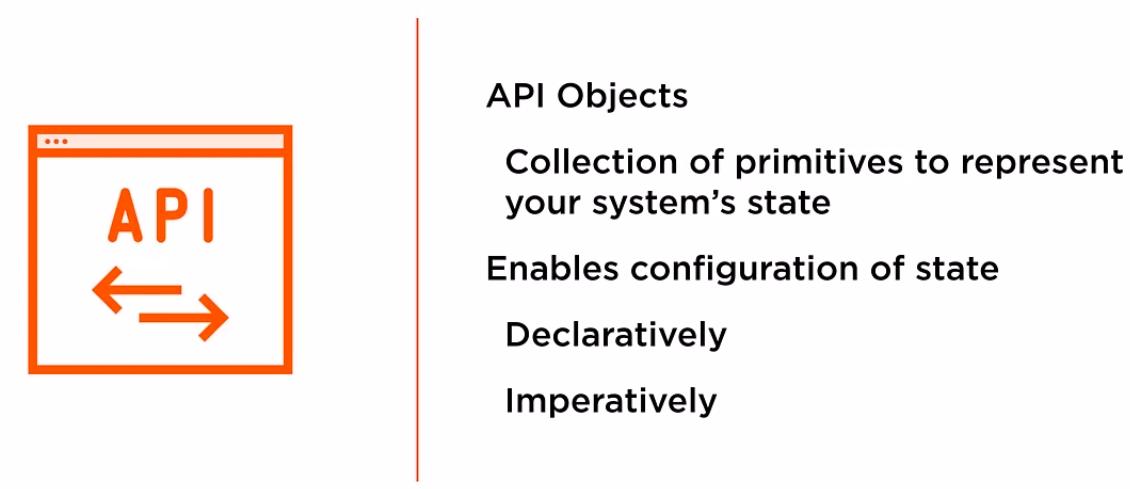 API
API Objects
Collection of primitives to represent
your system's state
Enables configuration of state
Declaratively
Imperatively